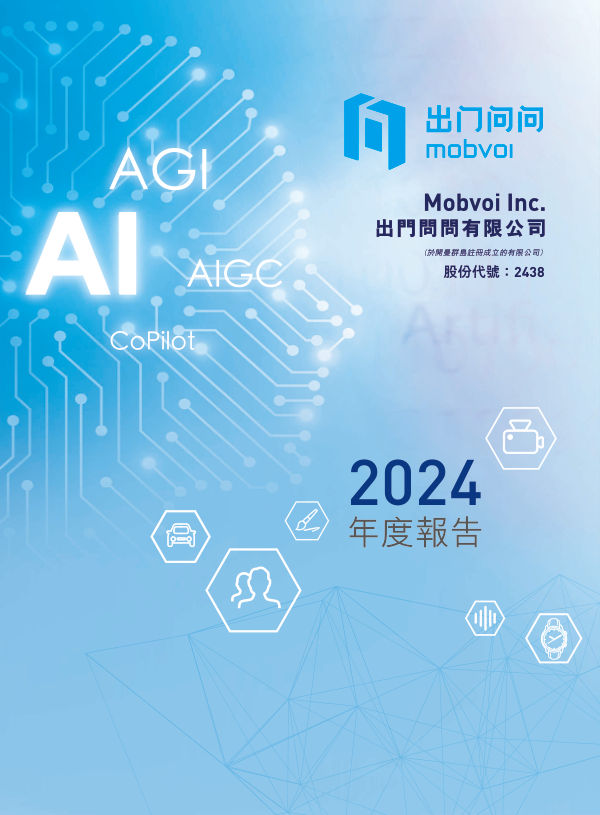 AGI
AI
AIGC
CoPilot
出门问问
mobvoi
Mobvoi Inc.
出門問問有限公司
（於開曼群島註冊成立的有限公司）
股份代號：2438
2024
年度報告